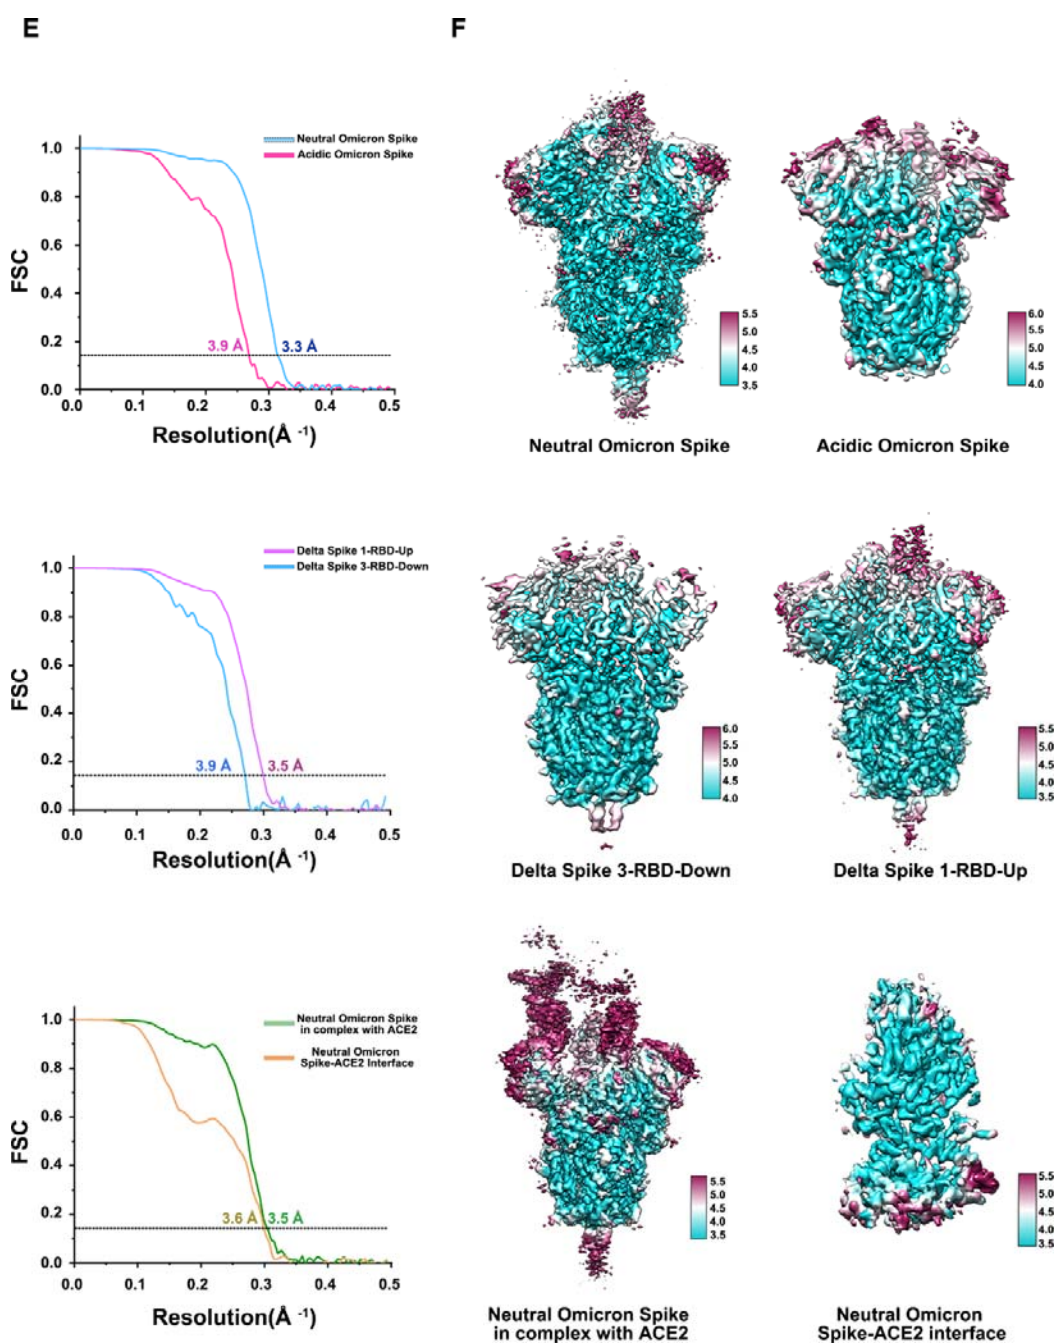 E
F
Neutral Omicron Spike
Acidic Omicron Spike
1.0
0.8
0.6
0.4
0.2
0.0
FSC
3.9 Å
3.3 Å
0.0 0.1 0.2 0.3 0.4 0.5
Resolution(Å -1)
5.5
5.0
4.5
4.0
3.5
Neutral Omicron Spike
6.0
5.5
5.0
4.5
4.0
Acidic Omicron Spike
Delta Spike 1-RBD-Up
Delta Spike 3-RBD-Down
1.0
0.8
0.6
0.4
0.2
0.0
FSC
3.9 Å
3.5 Å
0.0 0.1 0.2 0.3 0.4 0.5
Resolution(Å -1)
6.0
5.5
5.0
4.5
4.0
Delta Spike 3-RBD-Down
5.5
5.0
4.5
4.0
3.5
Delta Spike 1-RBD-Up
Neutral Omicron Spike
in complex with ACE2
Neutral Omicron
Spike-ACE2 Interface
1.0
0.8
0.6
0.4
0.2
0.0
FSC
3.6 Å
3.5 Å
0.0 0.1 0.2 0.3 0.4 0.5
Resolution(Å -1)
5.5
5.0
4.5
4.0
3.5
Neutral Omicron Spike
in complex with ACE2
5.5
5.0
4.5
4.0
3.5
Neutral Omicron
Spike-ACE2 interface